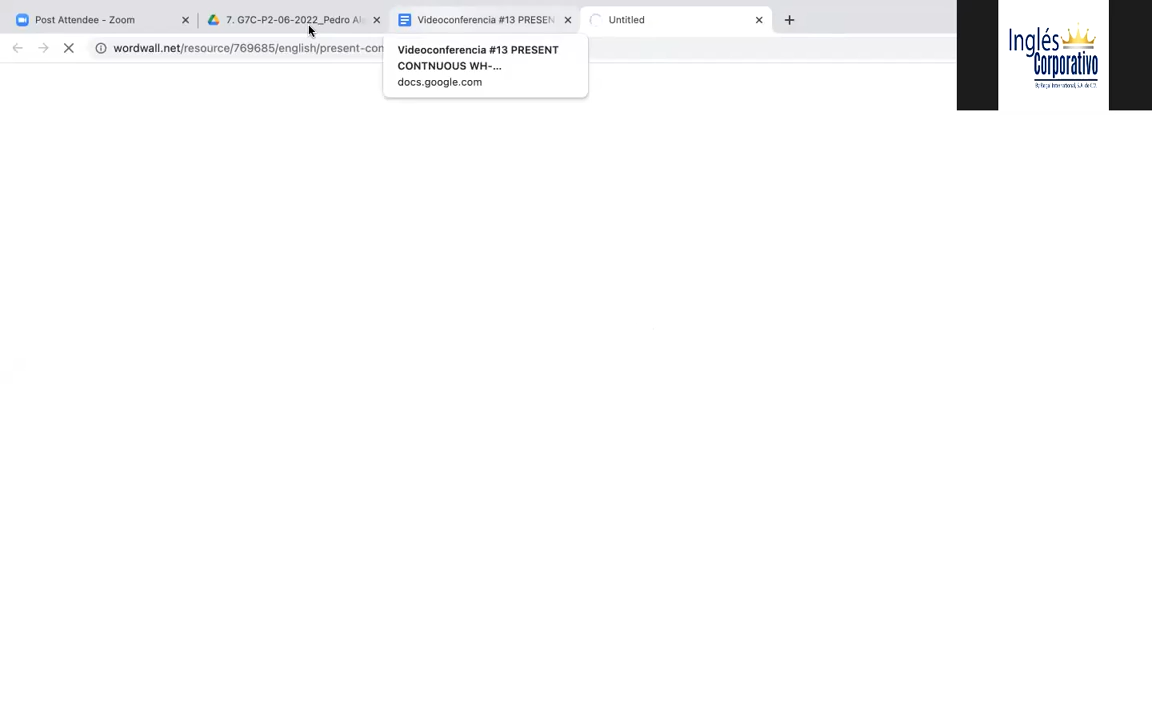 Post Attendee - Zoom
7. G7C-P2-06-2022_Pedro Al
Videoconferencia #13 PRESEN
Untitled
wordwall.net/resource/769685/english/present-con
Videoconferencia #13 PRESENT
CONTNUOUS WH-...
docs.google.com
Inglés
Corporativo